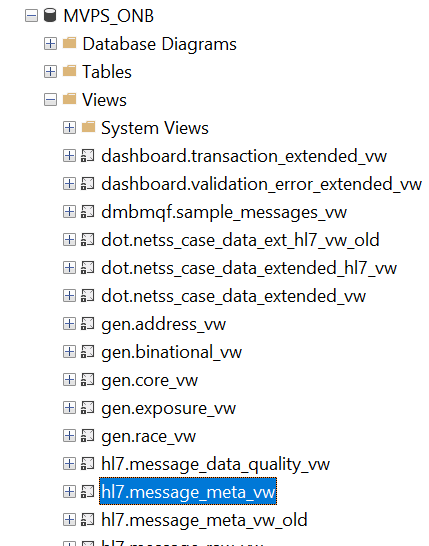 MVPS_ONB
Database Diagrams
Tables
Views
System Views
dashboard.transaction_extended_vw
dashboard.validation_error_extended_vw
dmbmqf.sample_messages_vw
dot.netss_case_data_ext_hl7_vw_old
dot.netss_case_data_extended_hl7_vw
dot.netss_case_data_extended_vw
gen.address_vw
gen.binational_vw
gen.core_vw
gen.exposure_vw
gen.race_vw
hl7.message_data_quality_vw
hl7.message_meta_vw
hl7.message_meta_vw_old